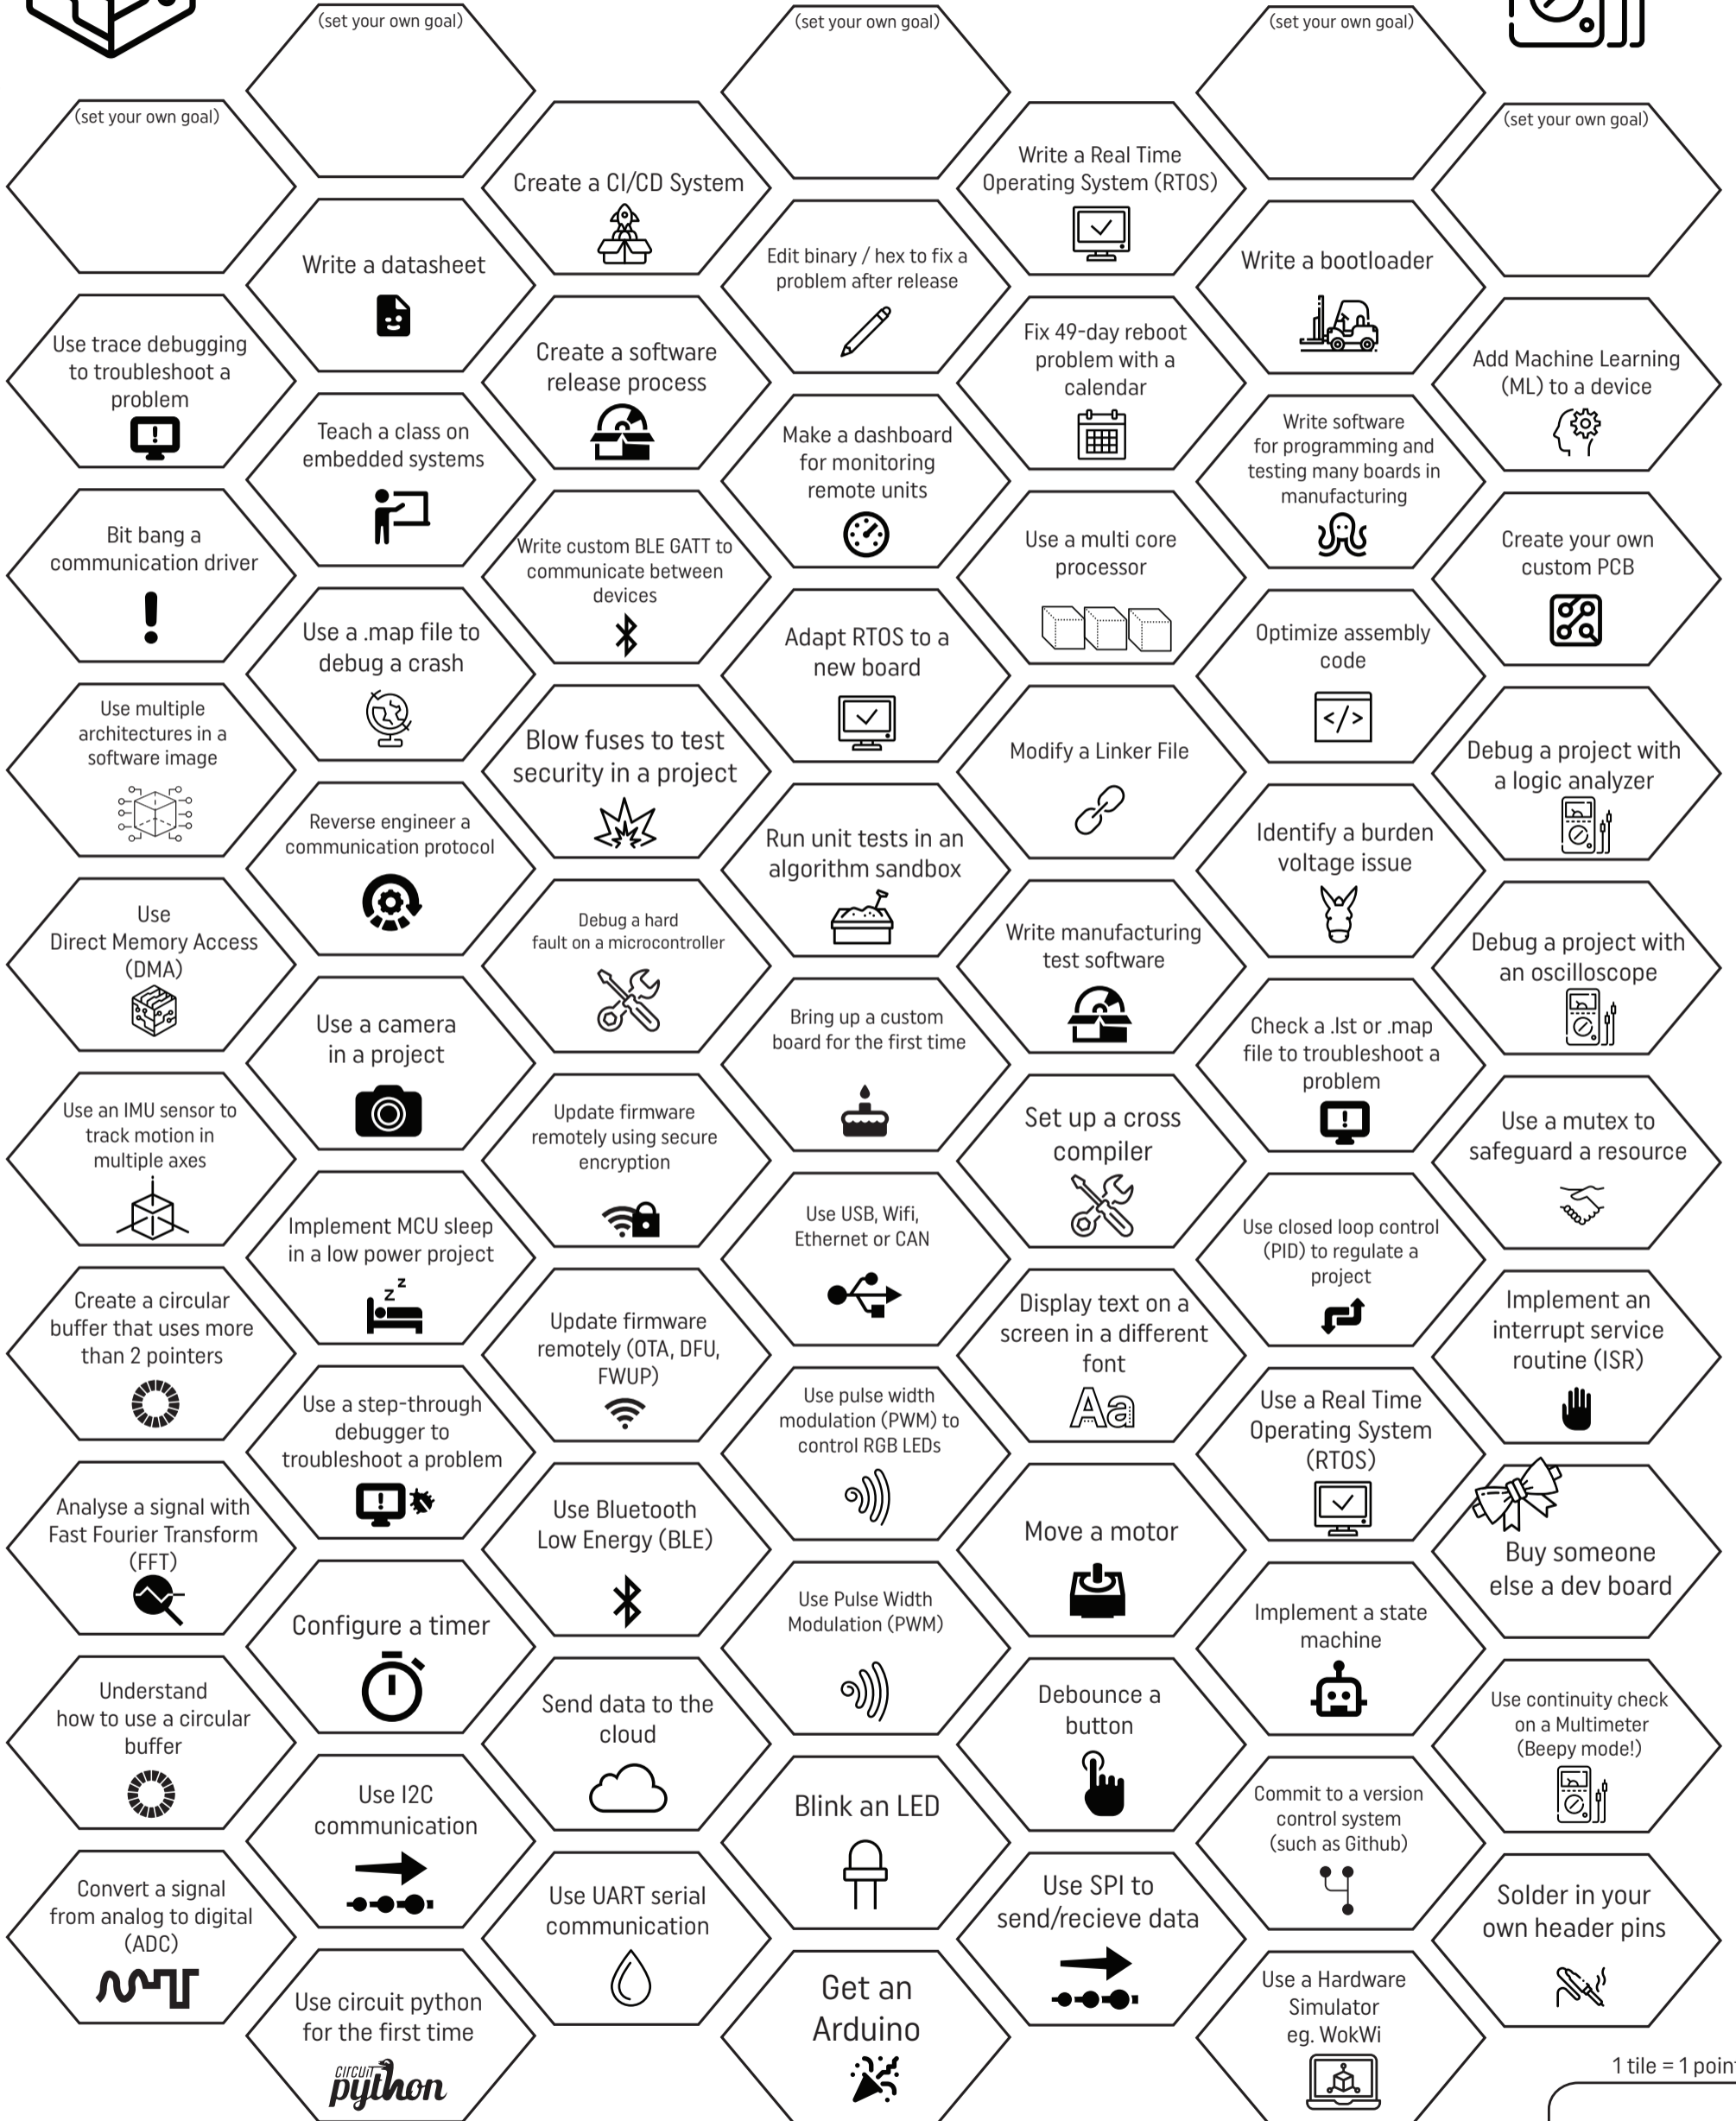 (set your own goal)
(set your own goal)
(set your own goal)
(set your own goal)
(set your own goal)
Create a CI/CD System
Write a Real Time
Operating System (RTOS)
Write a datasheet
Edit binary / hex to fix a
problem after release
Write a bootloader
Use trace debugging
to troubleshoot a
problem
Create a software
release process
Fix 49-day reboot
problem with a
calendar
Add Machine Learning
(ML) to a device
Teach a class on
embedded systems
Make a dashboard
for monitoring
remote units
Write software
for programming and
testing many boards in
manufacturing
Bit bang a
communication driver
Write custom BLE GATT to
communicate between
devices
Use a multi core
processor
Create your own
custom PCB
Use a .map file to
debug a crash
Adapt RTOS to a
new board
Optimize assembly
code
</>
Use multiple
architectures in a
software image
Blow fuses to test
security in a project
Modify a Linker File
Debug a project with
a logic analyzer
Reverse engineer a
communication protocol
Run unit tests in an
algorithm sandbox
Identify a burden
voltage issue
Use
Direct Memory Access
(DMA)
Debug a hard
fault on a microcontroller
Write manufacturing
test software
Debug a project with
an oscilloscope
Use a camera
in a project
Bring up a custom
board for the first time
Check a .lst or .map
file to troubleshoot a
problem
Use an IMU sensor to
track motion in
multiple axes
Update firmware
remotely using secure
encryption
Set up a cross
compiler
Use a mutex to
safeguard a resource
Implement MCU sleep
in a low power project
z
z
Use USB, Wifi,
Ethernet or CAN
Use closed loop control
(PID) to regulate a
project
Create a circular
buffer that uses more
than 2 pointers
Update firmware
remotely (OTA, DFU,
FWUP)
Display text on a
screen in a different
font
Aa
Implement an
interrupt service
routine (ISR)
Use a step-through
debugger to
troubleshoot a problem
Use pulse width
modulation (PWM) to
control RGB LEDs
Use a Real Time
Operating System
(RTOS)
Analyse a signal with
Fast Fourier Transform
(FFT)
Use Bluetooth
Low Energy (BLE)
Move a motor
Buy someone
else a dev board
Configure a timer
Use Pulse Width
Modulation (PWM)
Implement a state
machine
Understand
how to use a circular
buffer
Send data to the
cloud
Debounce a
button
Use continuity check
on a Multimeter
(Beepy mode!)
Use I2C
communication
Blink an LED
Commit to a version
control system
(such as Github)
Convert a signal
from analog to digital
(ADC)
Use UART serial
communication
Use SPI to
send/recieve data
Solder in your
own header pins
Use circuit python
for the first time
CIRCUIT
python
Get an
Arduino
Use a Hardware
Simulator
eg. WokWi
1 tile = 1 poin